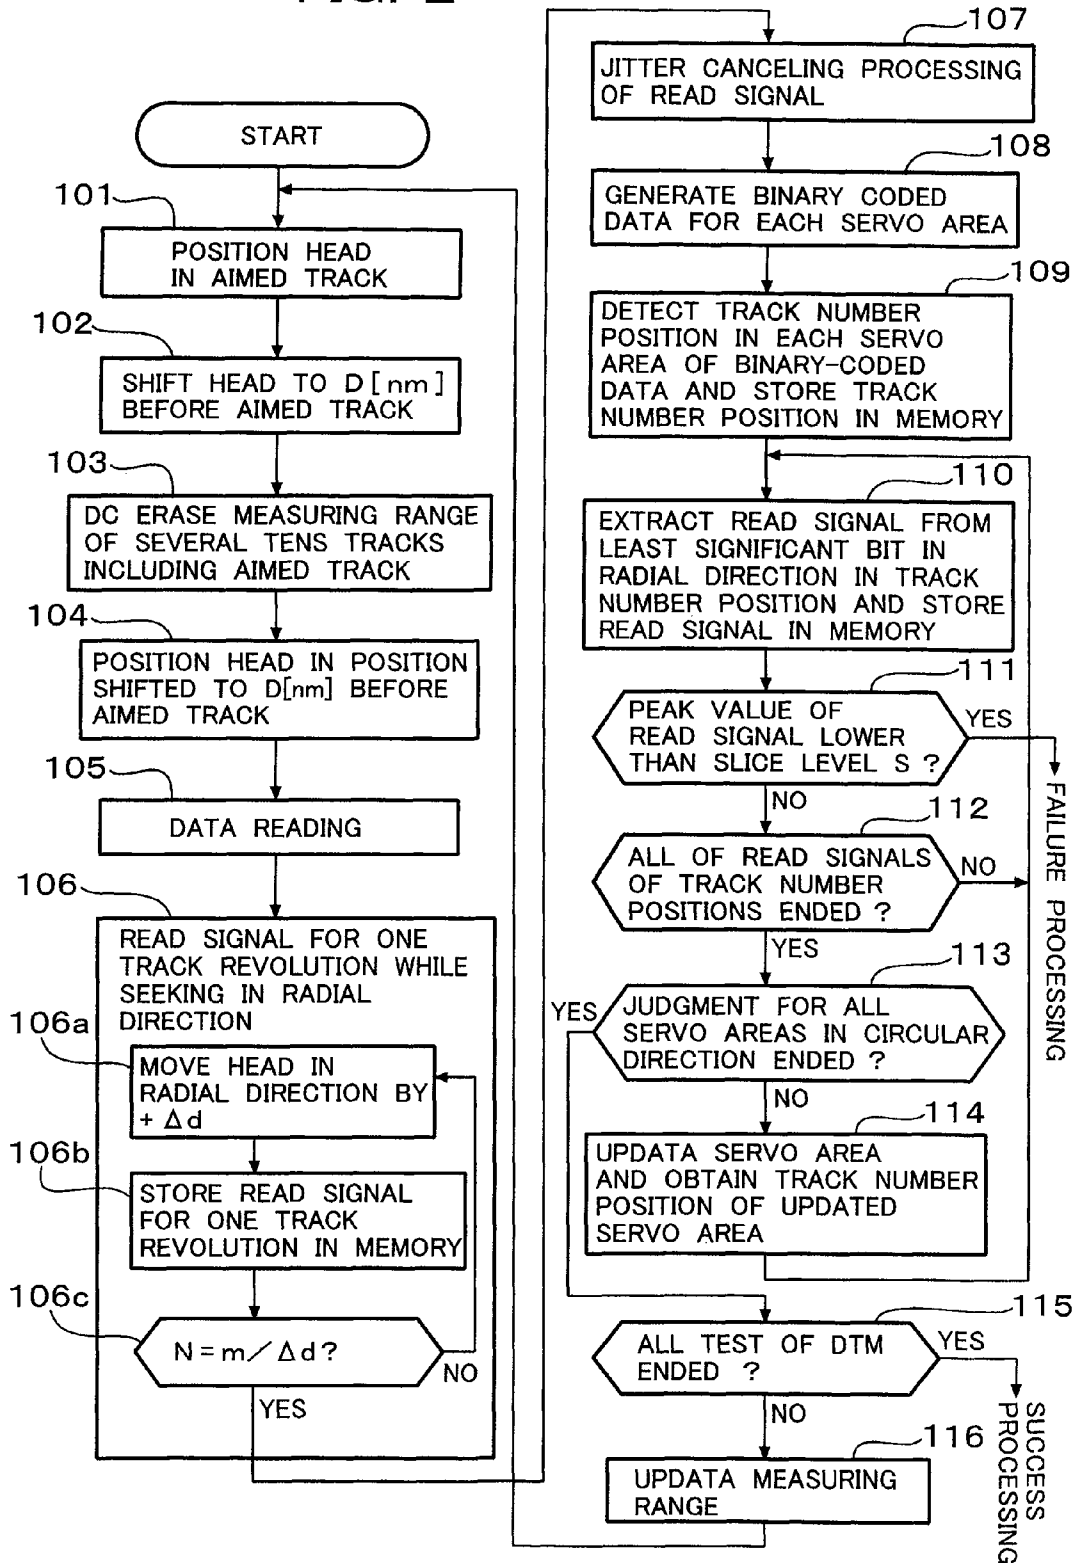 START
101
POSITION HEAD
IN AIMED TRACK
102
SHIFT HEAD TO D[nm]
BEFORE AIMED TRACK
103
DC ERASE MEASURING RANGE
OF SEVERAL TENS TRACKS
INCLUDING AIMED TRACK
104
POSITION HEAD IN POSITION
SHIFTED TO D[nm] BEFORE
AIMED TRACK
105
DATA READING
106
READ SIGNAL FOR ONE
TRACK REVOLUTION WHILE
SEEKING IN RADIAL
DIRECTION
106a
MOVE HEAD IN
RADIAL DIRECTION BY
+ Δd
106b
STORE READ SIGNAL
FOR ONE TRACK
REVOLUTION IN MEMORY
106c
N=m/Δd?
NO
YES
107
JITTER CANCELING PROCESSING
OF READ SIGNAL
108
GENERATE BINARY CODED
DATA FOR EACH SERVO AREA
109
DETECT TRACK NUMBER
POSITION IN EACH SERVO
AREA OF BINARY-CODED
DATA AND STORE TRACK
NUMBER POSITION IN MEMORY
110
EXTRACT READ SIGNAL FROM
LEAST SIGNIFICANT BIT IN
RADIAL DIRECTION IN TRACK
NUMBER POSITION AND STORE
READ SIGNAL IN MEMORY
111
PEAK VALUE OF
READ SIGNAL LOWER
THAN SLICE LEVEL S ?
YES
FAILURE PROCESSING
NO
112
ALL OF READ SIGNALS
OF TRACK NUMBER
POSITIONS ENDED ?
NO
YES
113
YES
JUDGMENT FOR ALL
SERVO AREAS IN CIRCULAR
DIRECTION ENDED ?
NO
114
UPDATA SERVO AREA
AND OBTAIN TRACK NUMBER
POSITION OF UPDATED
SERVO AREA
115
ALL TEST OF DTM
ENDED ?
YES
SUCCESS
PROCESSING
NO
116
UPDATA MEASURING
RANGE